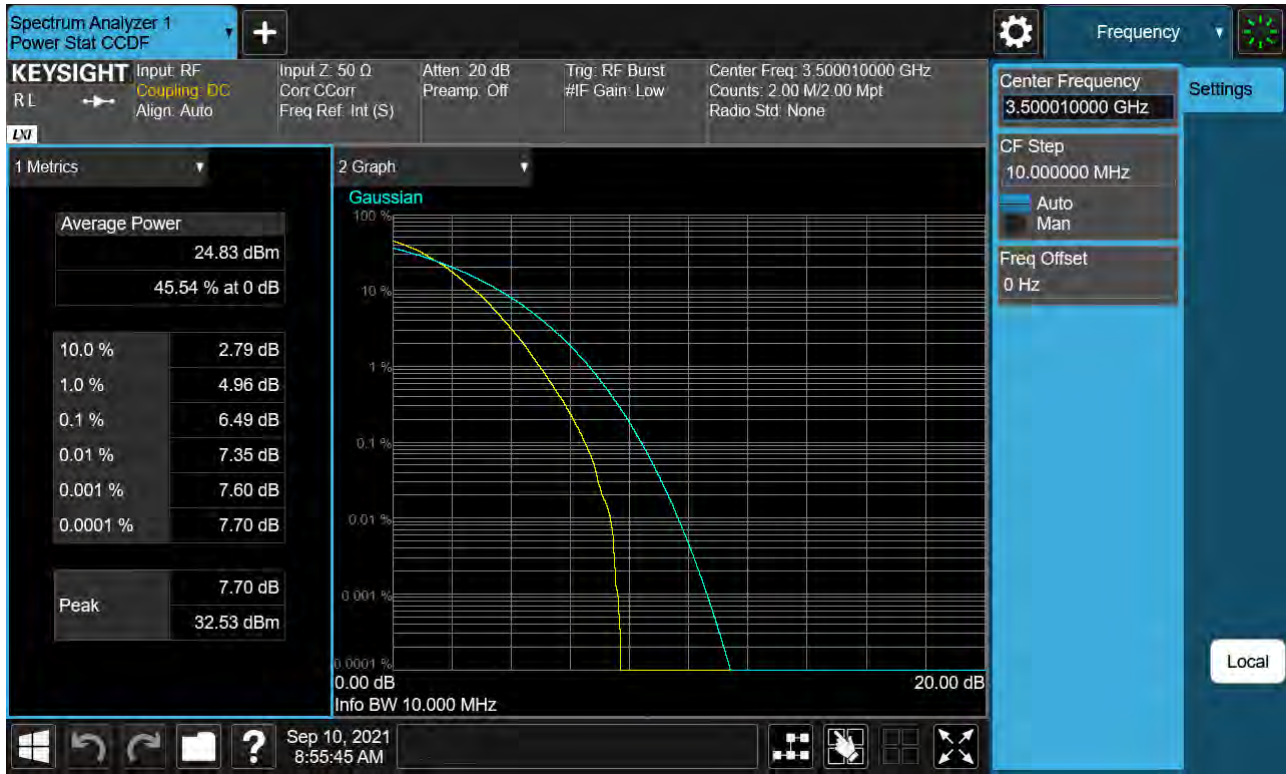 Spectrum Analyzer 1
Power Stat CCDF
+
Frequency
KEYSIGHT
RL
LXI
Input: RF
Coupling: DC
Align: Auto
Input Z: 50 Ω
Corr CCorr
Freq Ref: Int (S)
Atten: 20 dB
Preamp: Off
Trig: RF Burst
#IF Gain: Low
Center Freq: 3.500010000 GHz
Counts: 2.00 M/2.00 Mpt
Radio Std: None
Center Frequency
3.500010000 GHz
Settings
CF Step
10.000000 MHz
Auto
Man
Freq Offset
0 Hz
1 Metrics
Average Power
24.83 dBm
45.54 % at 0 dB
10.0 % 2.79 dB
1.0 % 4.96 dB
0.1 % 6.49 dB
0.01 % 7.35 dB
0.001 % 7.60 dB
0.0001 % 7.70 dB
Peak
7.70 dB
32.53 dBm
2 Graph
Gaussian
100 %
10 %
1 %
0.1 %
0.01 %
0.001 %
0.0001 %
0.00 dB 20.00 dB
Info BW 10.000 MHz
Local
?
Sep 10, 2021
8:55:45 AM